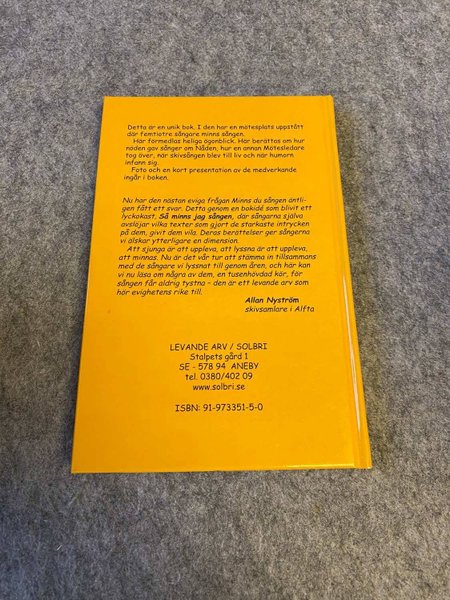 Detta är en unik bok. I den har en mötesplats uppstått
där femtiotre sångare minns sången.
Här förmedlas heliga ögonblick. Här berättas om hur
noden gav sånger om Nåden, hur en annan Mötesledare
tog över, när skivsången blev till liv och när humorn
infann sig.
Foto och en kort presentation av de medverkande
ingår i boken.
Nu har den nästan eviga frågan Minns du sången äntli-
gen fått ett svar. Detta genom en bokidé som blivit ett
lyckokast, Så minns jag sången, där sångarna själva
avslöjar vilka texter som gjort de starkaste intrycken
på dem, givit dem vila. Deras berättelser ger sångerna
vi älskar ytterligare en dimension.
Att sjunga är att uppleva, att lyssna är att uppleva,
att minnas. Nu är det vår tur att stämma in tillsammans
med de sångare vi lyssnat till genom åren, och här kan
vi nu läsa om några av dem, en tusenhövdad kör, för
sången får aldrig tystna - den är ett levande arv som
hör evighetens rike till.
Allan Nyström
skivsamlare i Alfta
LEVANDE ARV / SOLBRI
Stalpets gård 1
SE - 578 94 ANEBY
tel. 0380/402 09
www.solbri.se
ISBN: 91-973351-5-0